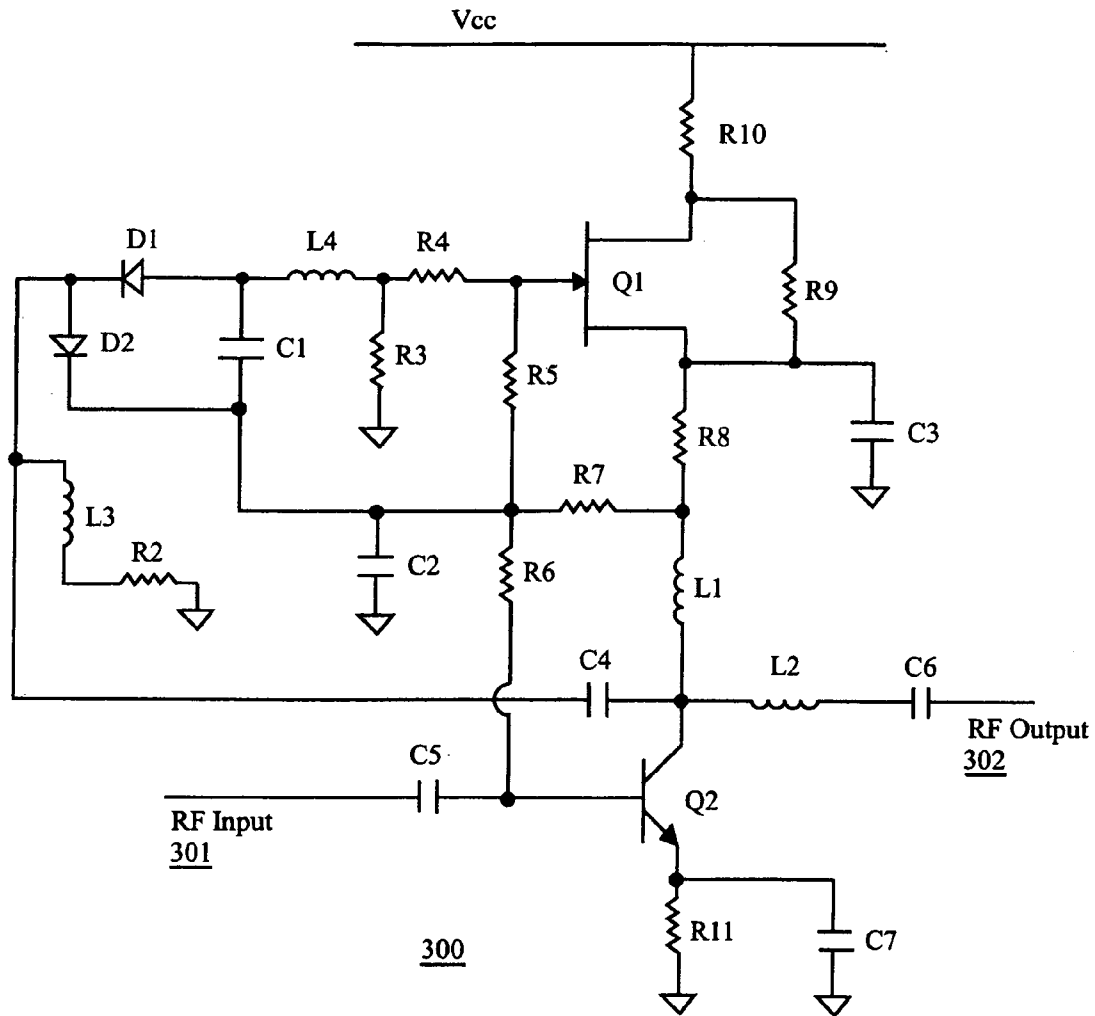 Vcc
R10
D1
L4
R4
Q1
R9
D2
C1
R3
R5
R8
C3
R7
L3
R2
C2
R6
L1
C4
L2
C6
RF Output
302
C5
Q2
RF Input
301
R11
C7
300